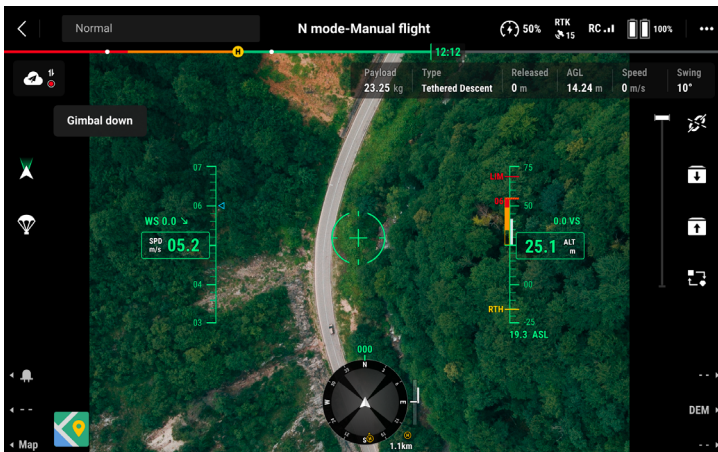 Normal
N mode-Manual flight
50%
RTK
15
RC
100%
12:12
H
Payload Type Released AGL Speed Swing
23.25 kg Tethered Descent 0 m 14.24 m 0 m/s 10°
Gimbal down
07
06
04
03
WS 0.0 ↘
SPD m/s 05.2
75
LIM
50
00
RTH
-25
0.0 VS
25.1 ALT m
19.3 ASL
000
N
E
S
W
1.1km
- -
- -
DEM
Map
- -